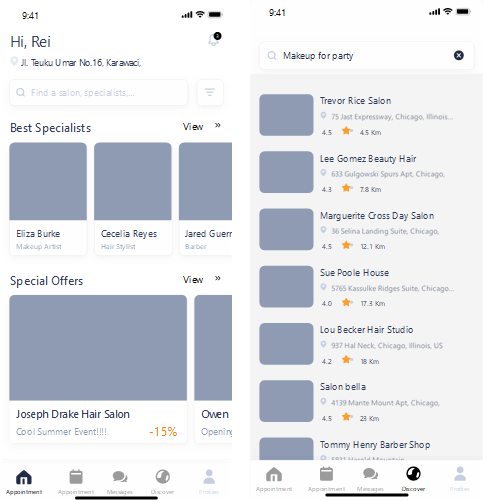 9:41
Hi, Rei
2
Jl. Teuku Umar No.16, Karawaci,
Find a salon, specialists,...
Best Specialists
View »
Eliza Burke
Makeup Artist
Cecelia Reyes
Hair Stylist
Jared Guerr
Barber
Special Offers
View »
Joseph Drake Hair Salon
Cool Summer Event!!!!
-15%
Owen
Opening
Appointment
Appointment
Messages
Discover
Profiles
9:41
Makeup for party
Trevor Rice Salon
75 Jast Expressway, Chicago, Illinois...
4.5
4.5 Km
Lee Gomez Beauty Hair
633 Gulgowski Spurs Apt, Chicago,
4.3
7.8 Km
Marguerite Cross Day Salon
36 Selina Landing Suite, Chicago,
4.5
12.1 Km
Sue Poole House
5765 Kassulke Ridges Suite, Chicago...
4.0
17.3 Km
Lou Becker Hair Studio
937 Hal Neck, Chicago, Illinois, US
4.2
18 Km
Salon bella
4139 Mante Mount Apt, Chicago,
4.5
23 Km
Tommy Henry Barber Shop
Appointment
Appointment
Messages
Discover
Profiles